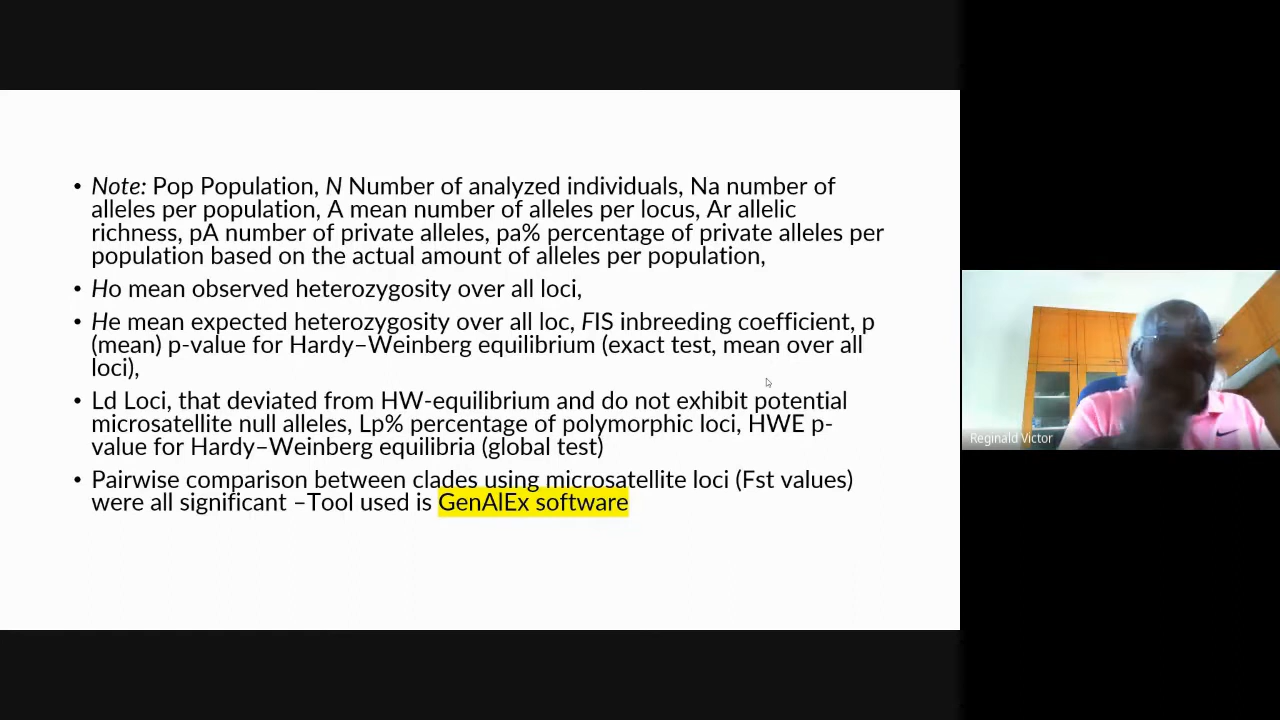 • Note: Pop Population, N Number of analyzed individuals, Na number of
alleles per population, A mean number of alleles per locus, Ar allelic
richness, pA number of private alleles, pa% percentage of private alleles per
population based on the actual amount of alleles per population,
• Ho mean observed heterozygosity over all loci,
• He mean expected heterozygosity over all loc, FIS inbreeding coefficient, p
(mean) p-value for Hardy–Weinberg equilibrium (exact test, mean over all
loci),
• Ld Loci, that deviated from HW-equilibrium and do not exhibit potential
microsatellite null alleles, Lp% percentage of polymorphic loci, HWE p-
value for Hardy–Weinberg equilibria (global test)
• Pairwise comparison between clades using microsatellite loci (Fst values)
were all significant –Tool used is GenAlEx software
Reginald Victor